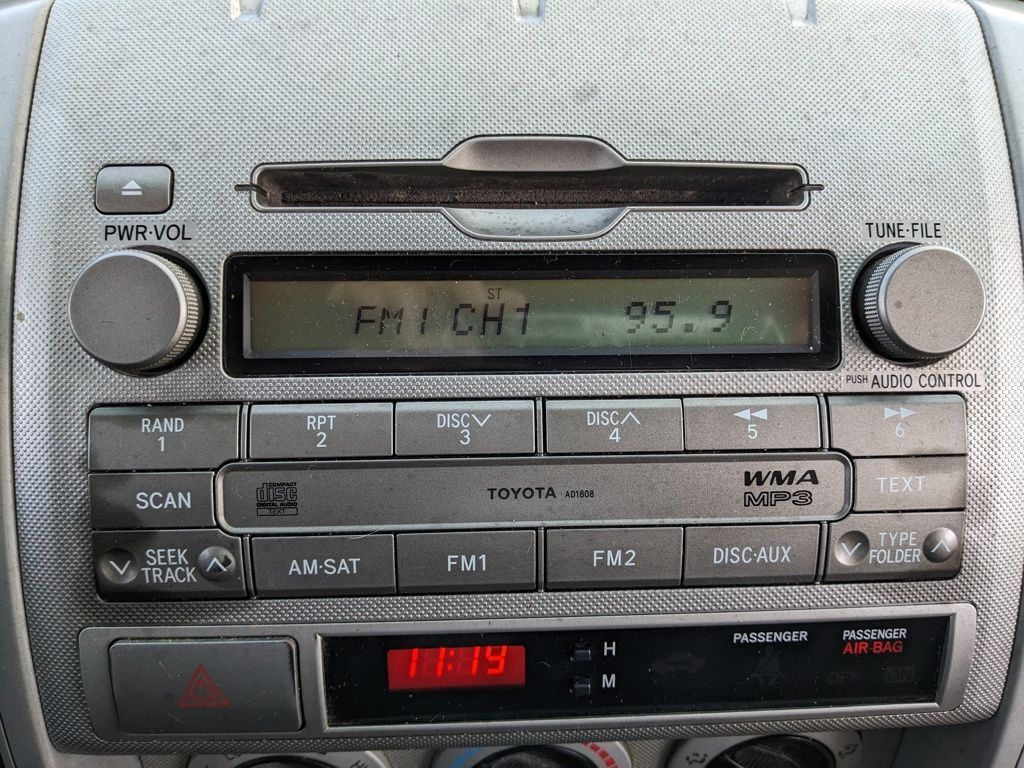 PWR·VOL
TUNE·FILE
ST
FM1 CH1 95.9
PUSH AUDIO CONTROL
RAND
1
RPT
2
DISC
3
DISC
4
5
6
SCAN
COMPACT
disc
DIGITAL AUDIO
TEXT
TOYOTA AD1808
WMA
MP3
TEXT
SEEK
TRACK
AM·SAT
FM1
FM2
DISC·AUX
TYPE
FOLDER
11:19
H
M
PASSENGER
PASSENGER
AIR·BAG
OFF
ON